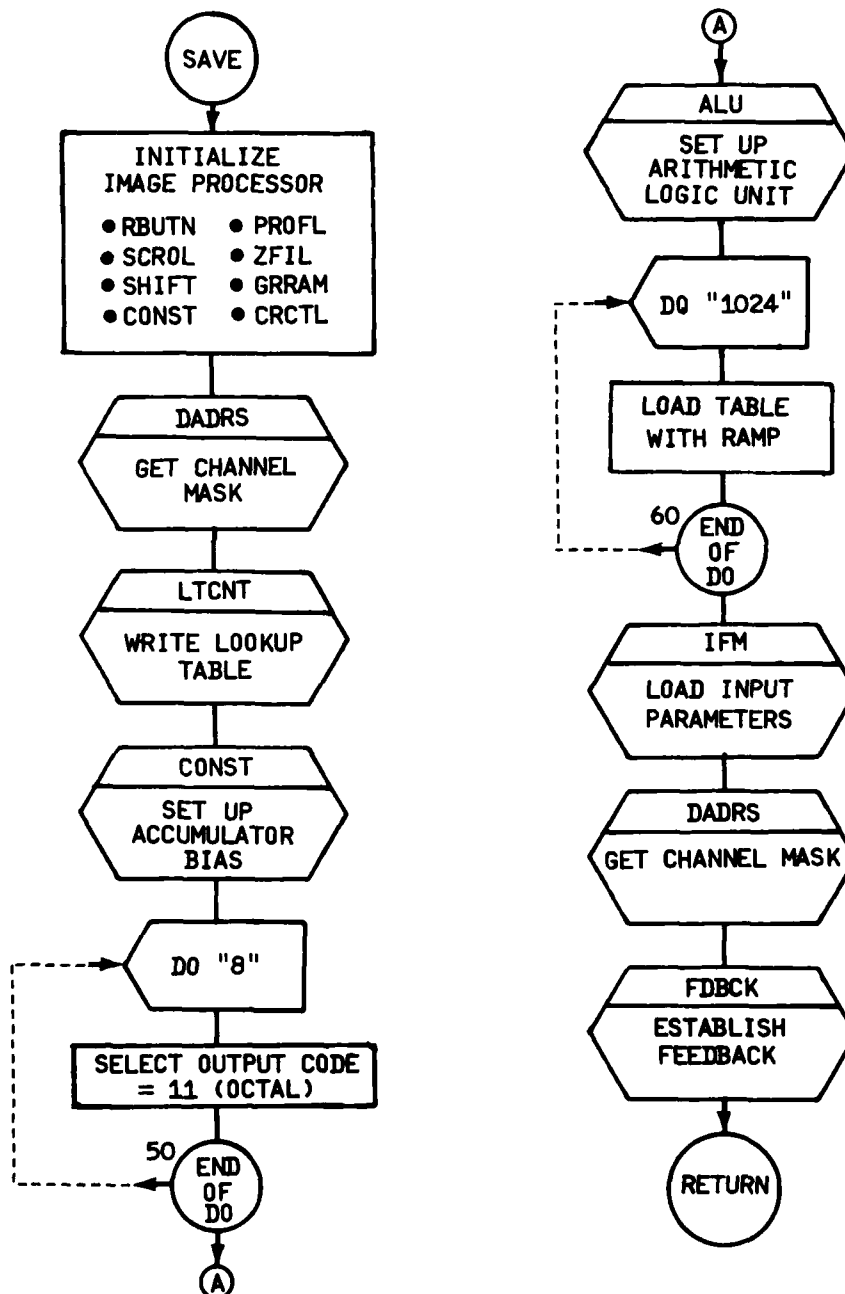 SAVE
INITIALIZE
IMAGE PROCESSOR
● RBUTN ● PROFL
● SCROL ● ZFIL
● SHIFT ● GRRAM
● CONST ● CRCTL
DADRS
GET CHANNEL
MASK
LTCNT
WRITE LOOKUP
TABLE
CONST
SET UP
ACCUMULATOR
BIAS
DO "8"
SELECT OUTPUT CODE
= 11 (OCTAL)
50
END
OF
DO
A
A
ALU
SET UP
ARITHMETIC
LOGIC UNIT
DO "1024"
LOAD TABLE
WITH RAMP
60
END
OF
DO
IFM
LOAD INPUT
PARAMETERS
DADRS
GET CHANNEL MASK
FDBCK
ESTABLISH
FEEDBACK
RETURN